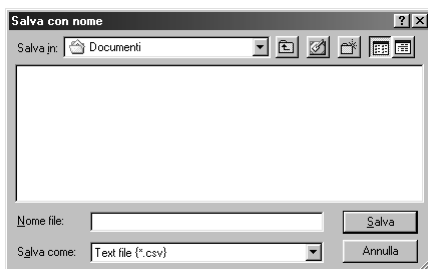 Salva con nome
Salva in: Documenti
Nome file: Salva
Salva come: Text file {*.csv} Annulla